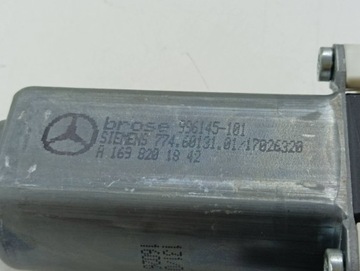 brose 996145-101
SIEMENS 774.60131.01/17026320
A 169 820 18 42